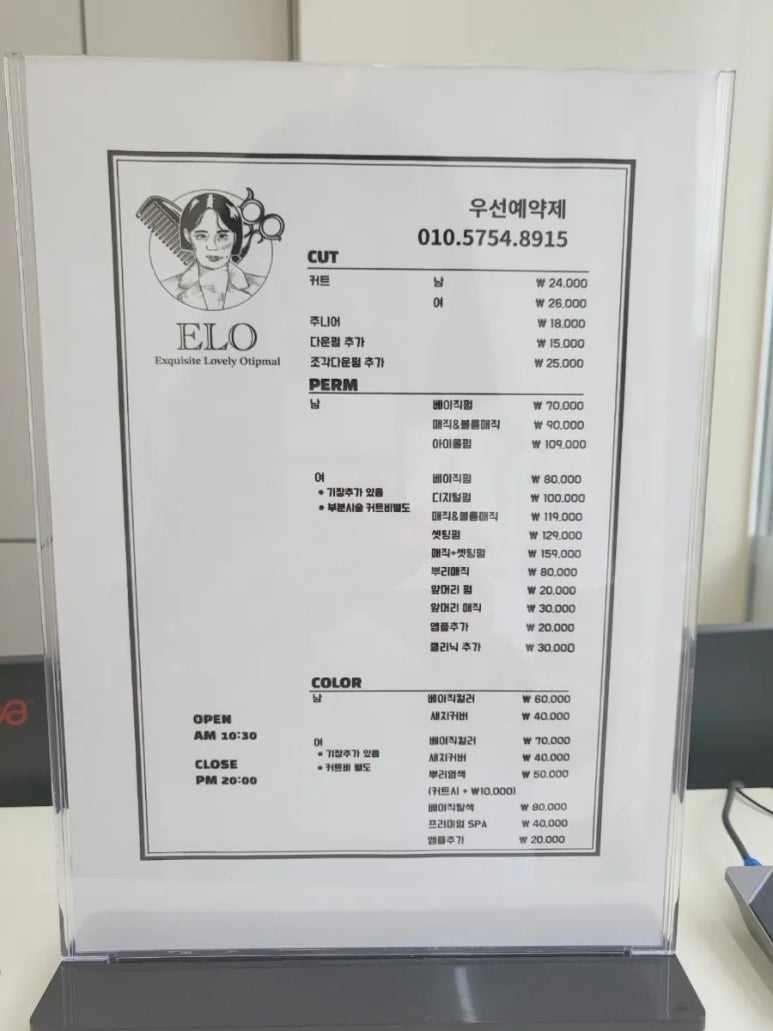 우선예약제
010.5754.8915
ELO
Exquisite Lovely Otipmal
CUT
커트 남 ₩ 24,000
여 ₩ 26,000
주니어 ₩ 18,000
다운펌 추가 ₩ 15,000
조각다운펌 추가 ₩ 25,000
PERM
남 베이직펌 ₩ 70,000
매직&볼륨매직 ₩ 90,000
아이롱펌 ₩ 109,000
여 베이직펌 ₩ 80,000
* 기장추가 있음 디지털펌 ₩ 100,000
* 부분시술 커트비별도 매직&볼륨매직 ₩ 119,000
셋팅펌 ₩ 129,000
매직+셋팅펌 ₩ 159,000
뿌리매직 ₩ 80,000
앞머리 펌 ₩ 20,000
앞머리 매직 ₩ 30,000
앰플추가 ₩ 20,000
클리닉 추가 ₩ 30,000
COLOR
남 베이직컬러 ₩ 60,000
새치커버 ₩ 40,000
여 베이직컬러 ₩ 70,000
* 기장추가 있음 새치커버 ₩ 40,000
* 커트비 별도 뿌리염색 ₩ 50,000
(커트시 + ₩10,000)
베이직탈색 ₩ 80,000
프리미엄 SPA ₩ 40,000
앰플추가 ₩ 20,000
OPEN
AM 10:30
CLOSE
PM 20:00